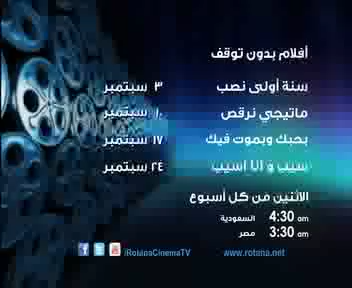 أفلام بدون توقف
سنة أولى نصب ٣ سبتمبر
ماتيجي نرقص ١٠ سبتمبر
بحبك وبموت فيك ١٧ سبتمبر
سيب و أنا أسيب ٢٤ سبتمبر
الاثنين من كل أسبوع
4:30 am السعودية
3:30 am مصر
/RotanaCinemaTV www.rotana.net